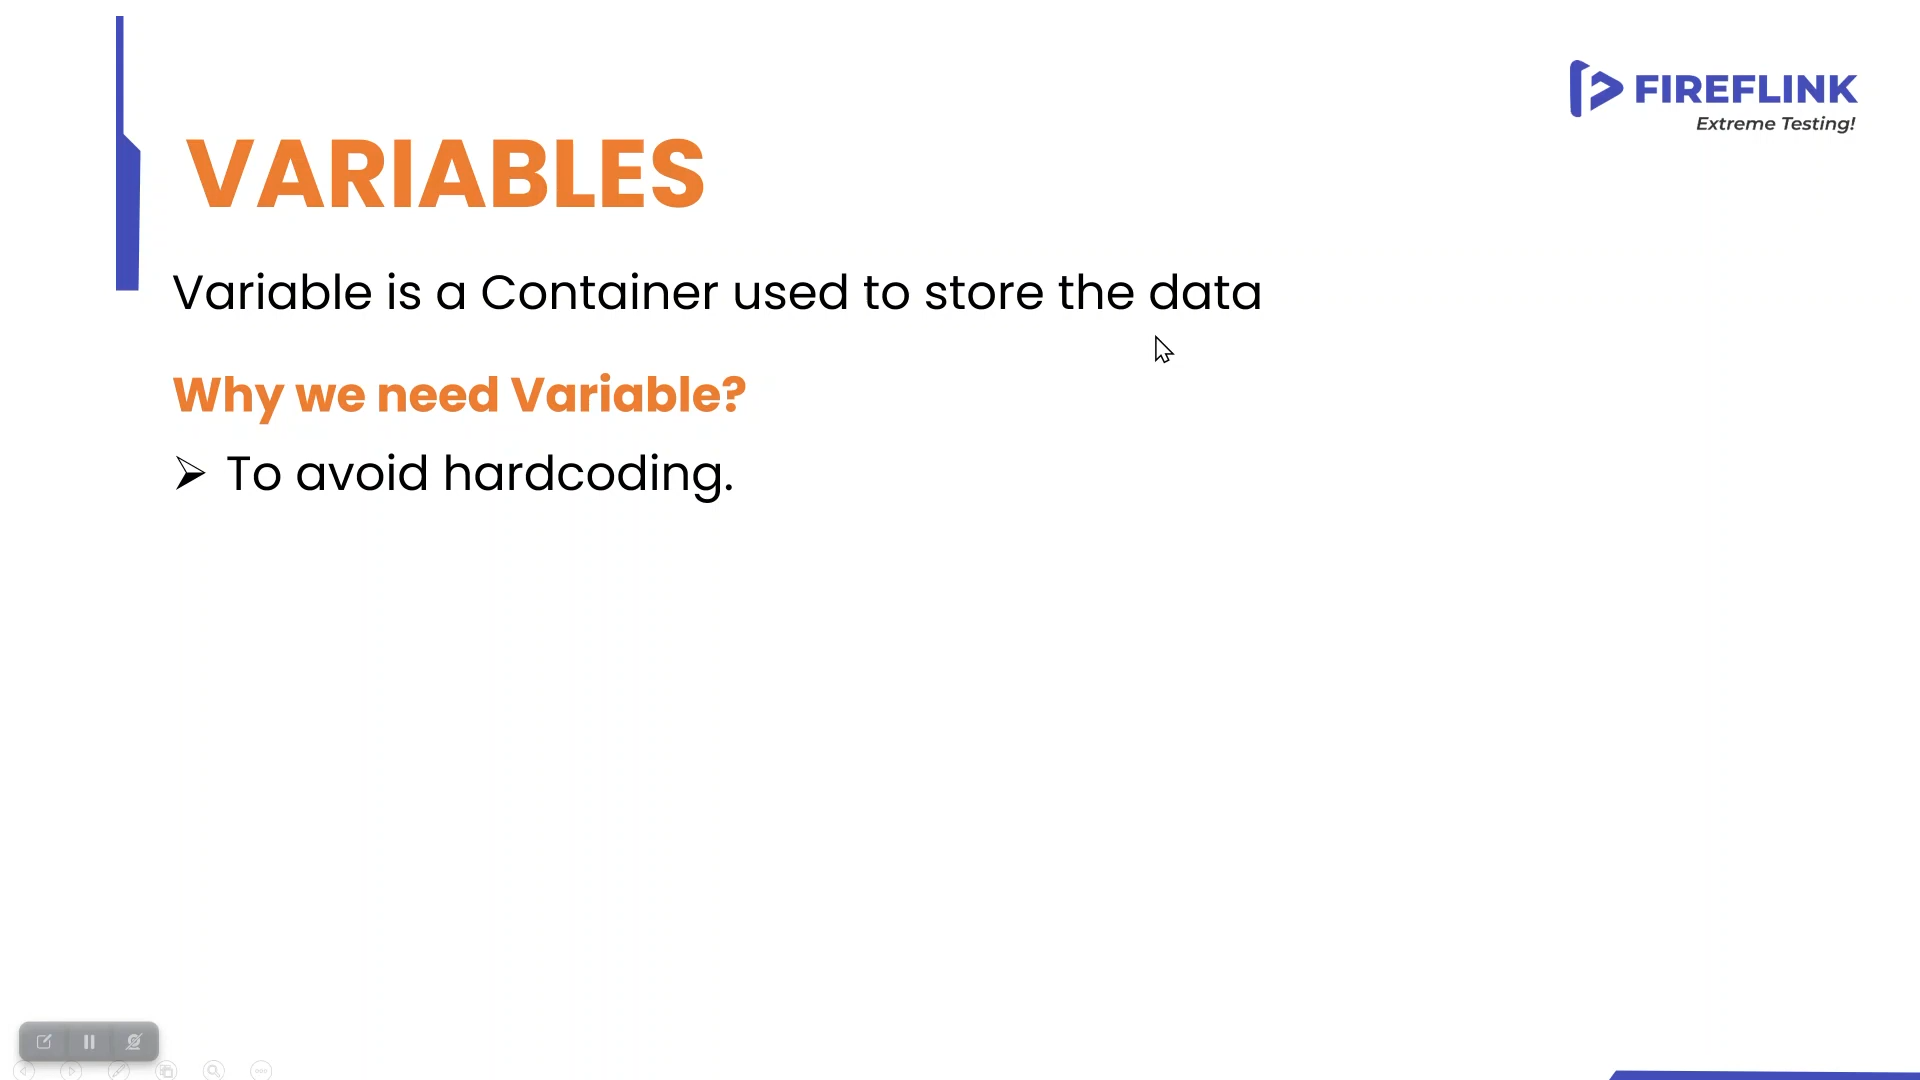 FIREFLINK
Extreme Testing!
VARIABLES
Variable is a Container used to store the data
Why we need Variable?
➢ To avoid hardcoding.